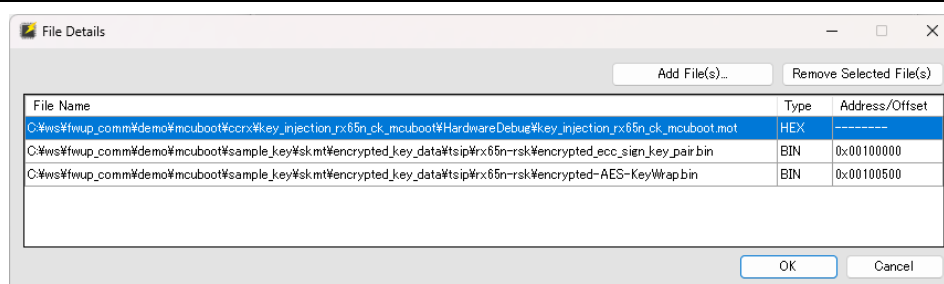 File Details
Add File(s)...
Remove Selected File(s)
File Name Type Address/Offset
C:¥ws¥fwup_comm¥demo¥mcuboot¥ccrx¥key_injection_rx65n_ck_mcuboot¥HardwareDebug¥key_injection_rx65n_ck_mcuboot.mot HEX --------
C:¥ws¥fwup_comm¥demo¥mcuboot¥sample_key¥skmt¥encrypted_key_data¥tsip¥rx65n-rsk¥encrypted_ecc_sign_key_pair.bin BIN 0x00100000
C:¥ws¥fwup_comm¥demo¥mcuboot¥sample_key¥skmt¥encrypted_key_data¥tsip¥rx65n-rsk¥encrypted-AES-KeyWrap.bin BIN 0x00100500
OK
Cancel